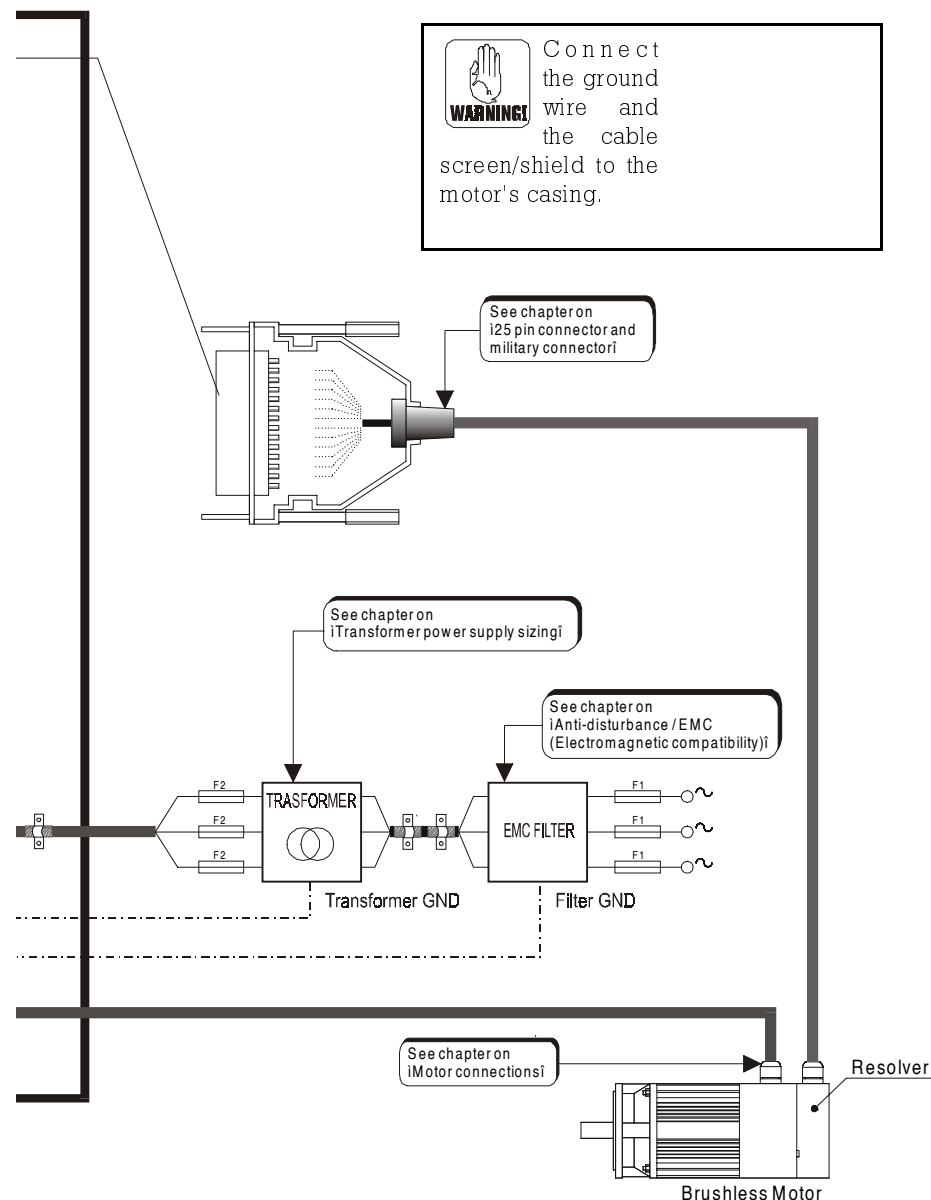 Connect
the ground
WARNING! wire and
the cable
screen/shield to the
motor's casing.
See chapter on
ì25 pin connector and
military connectorî
See chapter on
ìTransformer power supply sizingî
See chapter on
ìAnti-disturbance / EMC
(Electromagnetic compatibility)î
F2
TRASFORMER
F1
F2
EMC FILTER
F1
F2
F1
Transformer GND
Filter GND
See chapter on
ìMotor connectionsî
Resolver
Brushless Motor